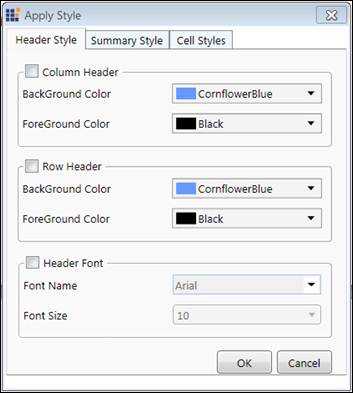 Apply Style
Header Style Summary Style Cell Styles
Column Header
BackGround Color CornflowerBlue
ForeGround Color Black
Row Header
BackGround Color CornflowerBlue
ForeGround Color Black
Header Font
Font Name Arial
Font Size 10
OK Cancel